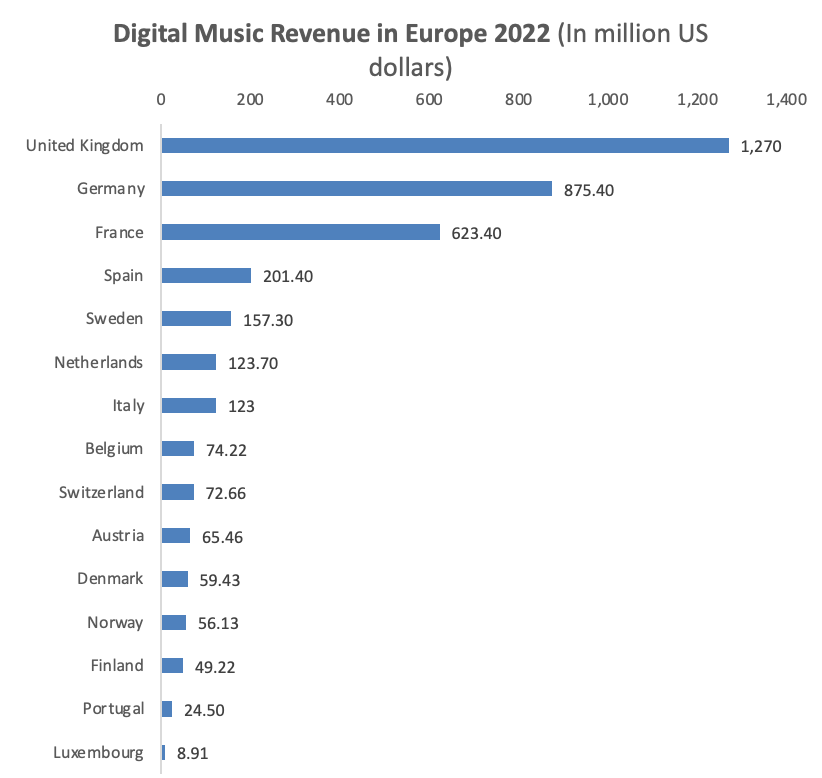 Digital Music Revenue in Europe 2022 (In million US
dollars)
0 200 400 600 800 1,000 1,200 1,400
United Kingdom 1,270
Germany 875.40
France 623.40
Spain 201.40
Sweden 157.30
Netherlands 123.70
Italy 123
Belgium 74.22
Switzerland 72.66
Austria 65.46
Denmark 59.43
Norway 56.13
Finland 49.22
Portugal 24.50
Luxembourg 8.91